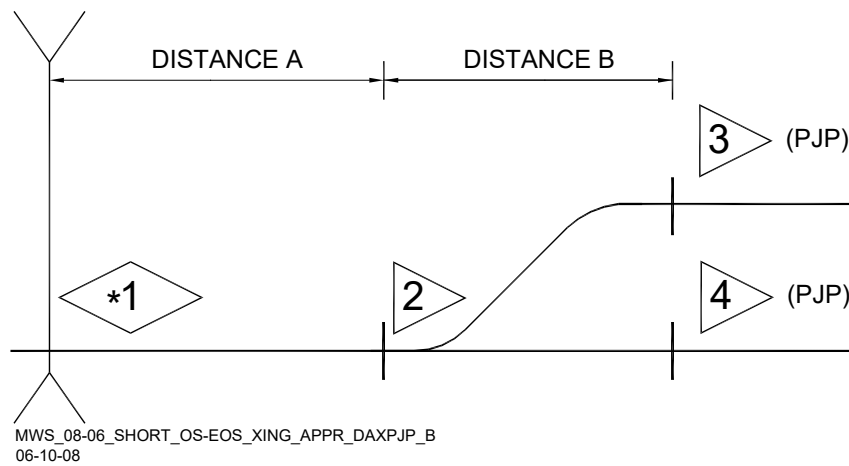 DISTANCE A
DISTANCE B
3 (PJP)
*1
2
4 (PJP)
MWS_08-06_SHORT_OS-EOS_XING_APPR_DAXPJP_B
06-10-08